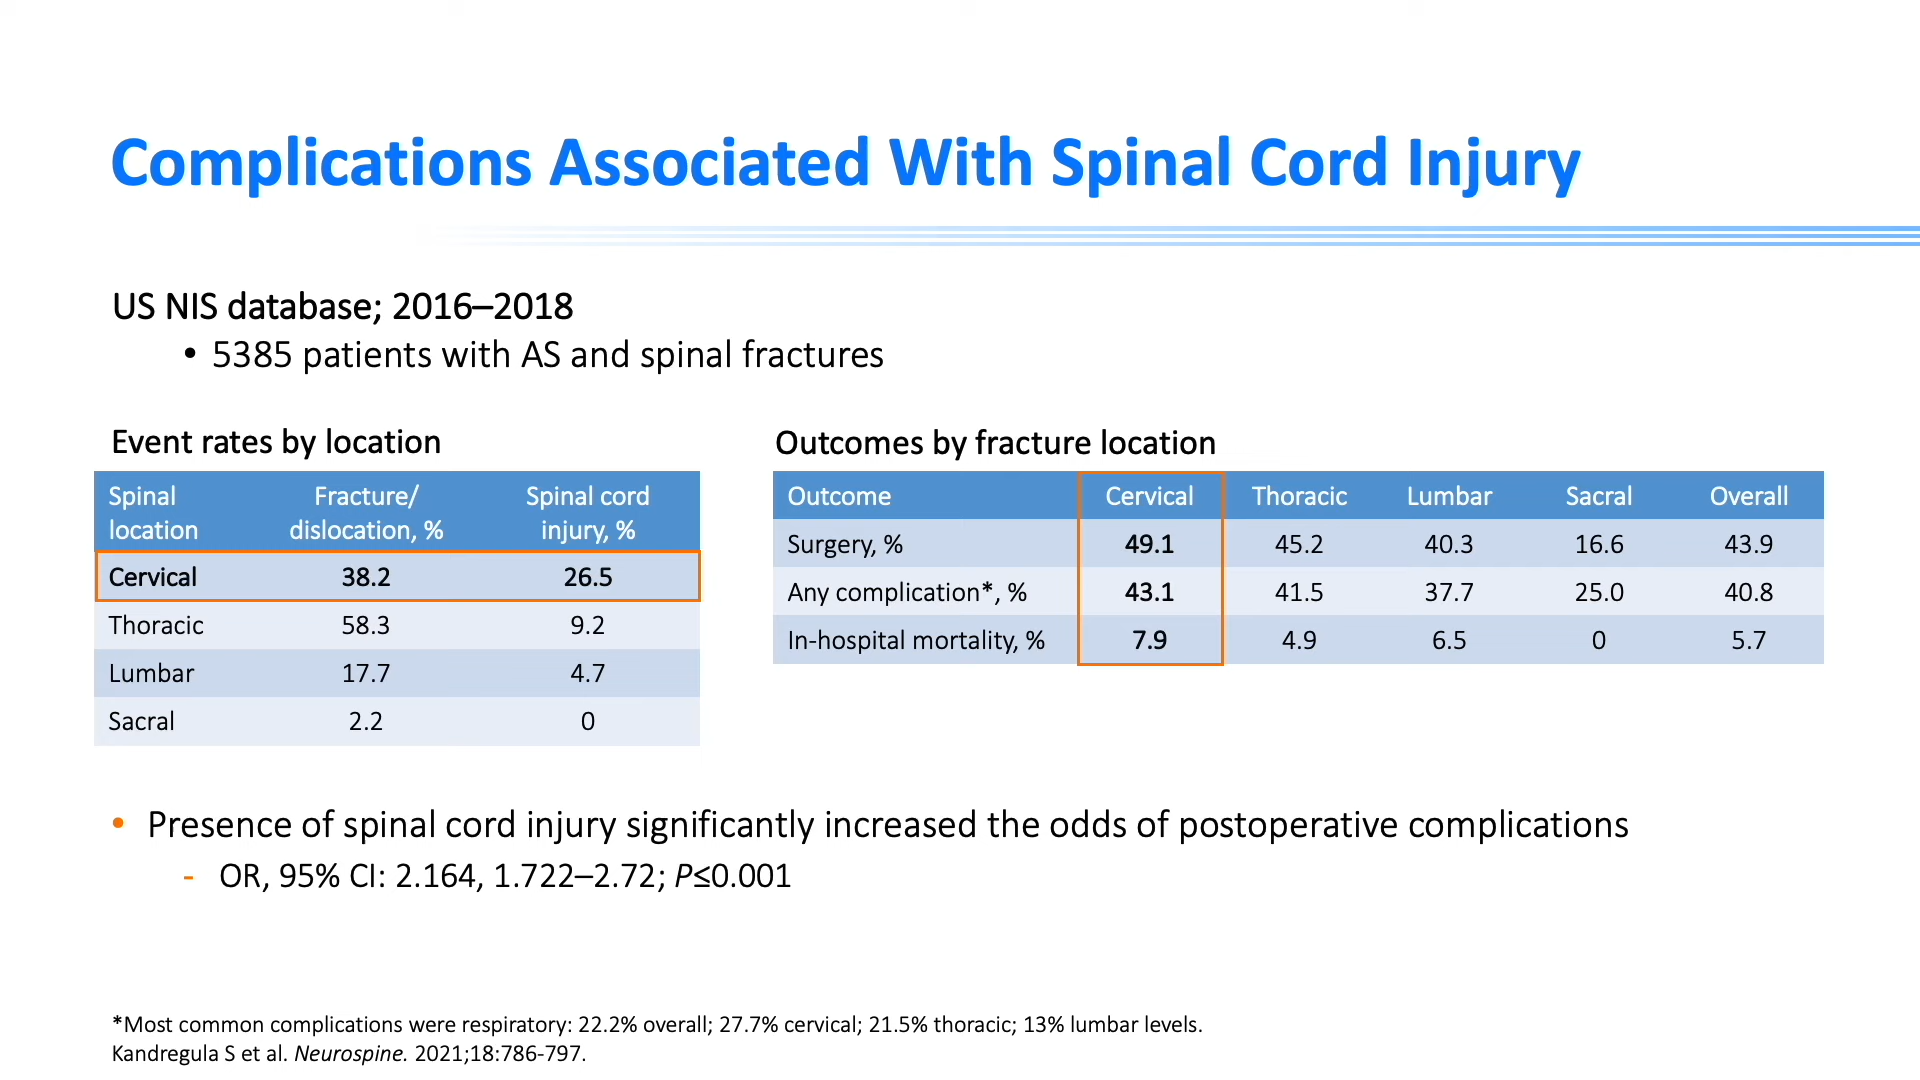 Complications Associated With Spinal Cord Injury
US NIS database; 2016–2018
• 5385 patients with AS and spinal fractures
Event rates by location
Spinal location Fracture/ dislocation, % Spinal cord injury, %
Cervical 38.2 26.5
Thoracic 58.3 9.2
Lumbar 17.7 4.7
Sacral 2.2 0
Outcomes by fracture location
Outcome Cervical Thoracic Lumbar Sacral Overall
Surgery, % 49.1 45.2 40.3 16.6 43.9
Any complication*, % 43.1 41.5 37.7 25.0 40.8
In-hospital mortality, % 7.9 4.9 6.5 0 5.7
• Presence of spinal cord injury significantly increased the odds of postoperative complications
- OR, 95% CI: 2.164, 1.722–2.72; P≤0.001
*Most common complications were respiratory: 22.2% overall; 27.7% cervical; 21.5% thoracic; 13% lumbar levels.
Kandregula S et al. Neurospine. 2021;18:786-797.